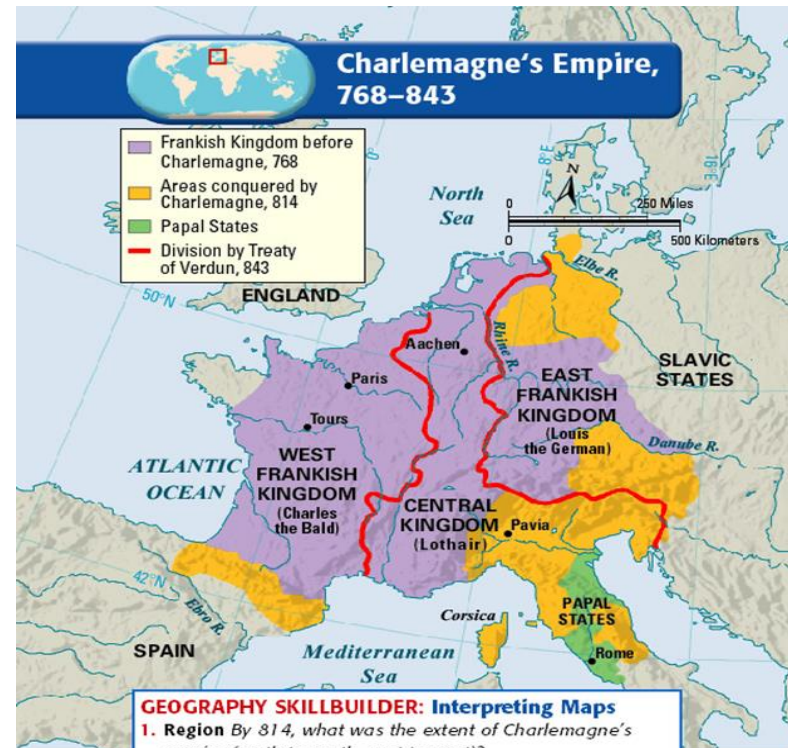 Charlemagne's Empire,
768–843
Frankish Kingdom before
Charlemagne, 768
Areas conquered by
Charlemagne, 814
Papal States
Division by Treaty
of Verdun, 843
0°
8°E
16°E
N
0 250 Miles
0 500 Kilometers
North
Sea
50°N
ENGLAND
Elbe R.
Rhine R.
Aachen
Paris
Tours
SLAVIC
STATES
EAST
FRANKISH
KINGDOM
(Louis
the German)
Danube R.
ATLANTIC
OCEAN
WEST
FRANKISH
KINGDOM
(Charles
the Bald)
CENTRAL
KINGDOM
(Lothair)
Pavia
42°N
Ebro R.
Corsica
PAPAL
STATES
SPAIN
Mediterranean
Sea
Rome
GEOGRAPHY SKILLBUILDER: Interpreting Maps
1. Region By 814, what was the extent of Charlemagne's